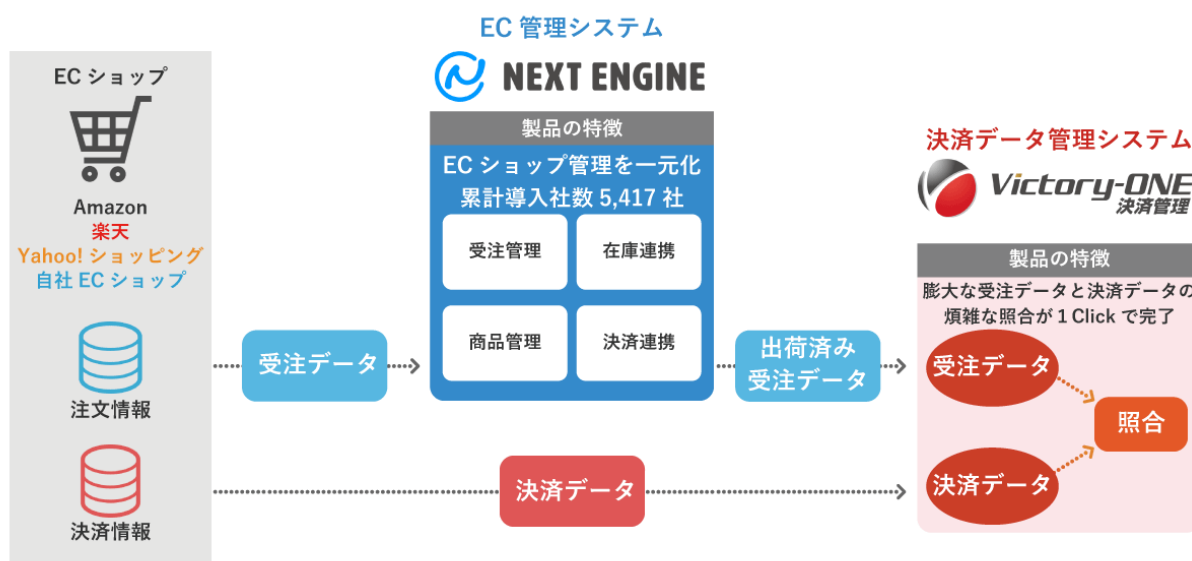 EC ショップ
Amazon
楽天
Yahoo! ショッピング
自社 EC ショップ
注文情報
決済情報
受注データ
決済データ
EC 管理システム
NEXT ENGINE
製品の特徴
EC ショップ管理を一元化
累計導入社数 5,417 社
受注管理
在庫連携
商品管理
決済連携
出荷済み
受注データ
決済データ管理システム
Victory-ONE
決済管理
製品の特徴
膨大な受注データと決済データの
煩雑な照合が 1 Click で完了
受注データ
照合
決済データ